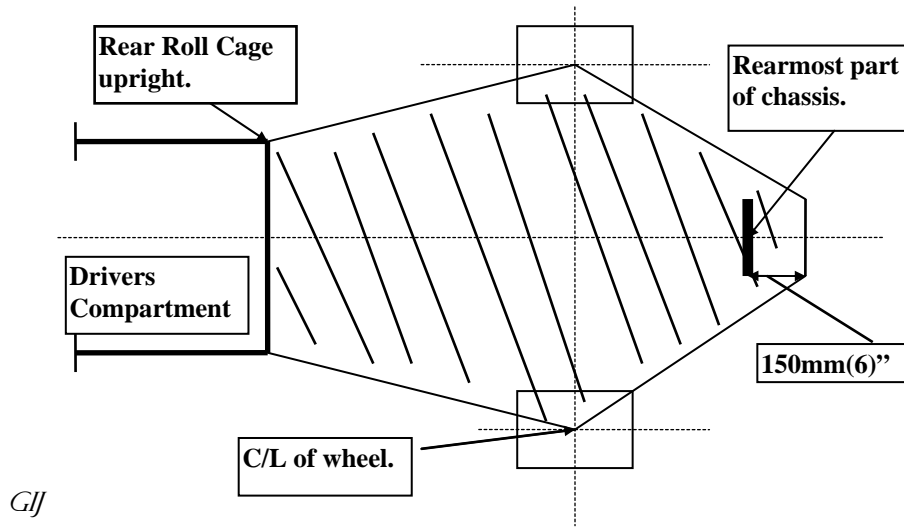 Rear Roll Cage
upright.
Rearmost part
of chassis.
Drivers
Compartment
150mm(6)”
C/L of wheel.
GIJ